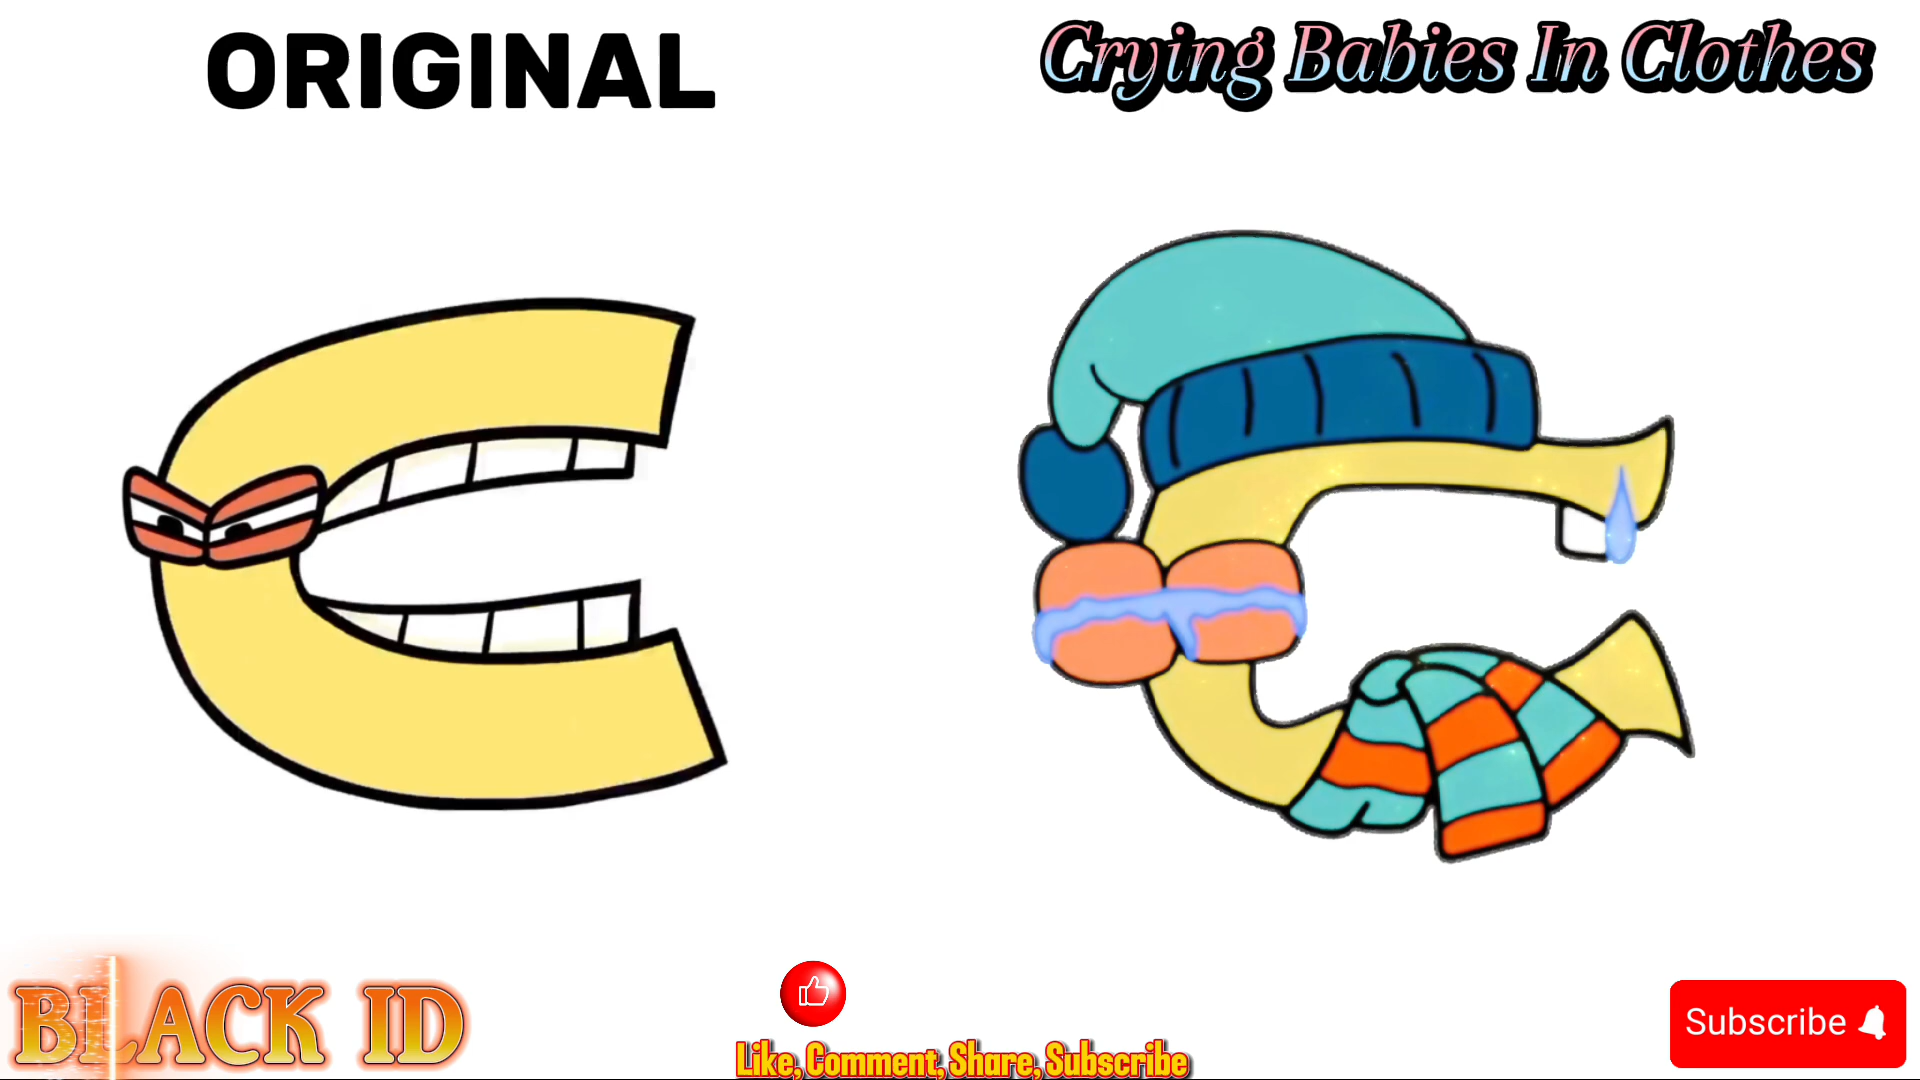 ORIGINAL
Crying Babies In Clothes
BLACK ID
Like, Comment, Share, Subscribe
Subscribe